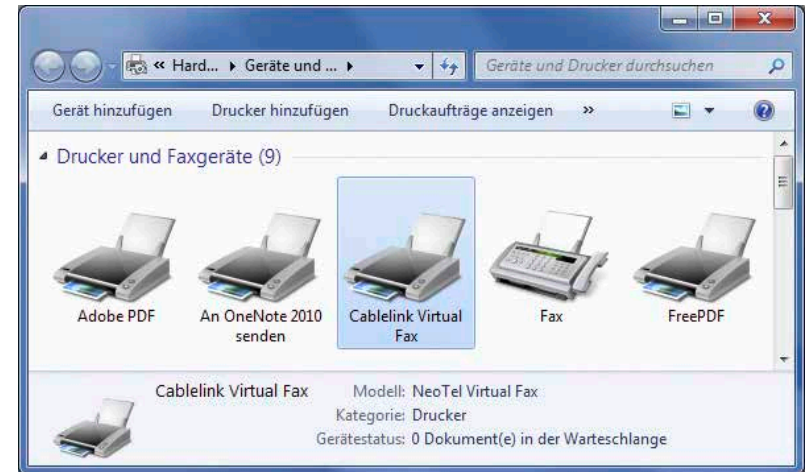 « Hard... ▸ Geräte und ... ▸
Geräte und Drucker durchsuchen
Gerät hinzufügen Drucker hinzufügen Druckaufträge anzeigen »
Drucker und Faxgeräte (9)
Adobe PDF
An OneNote 2010
senden
Cablelink Virtual
Fax
Fax
FreePDF
Cablelink Virtual Fax
Modell: NeoTel Virtual Fax
Kategorie: Drucker
Gerätestatus: 0 Dokument(e) in der Warteschlange